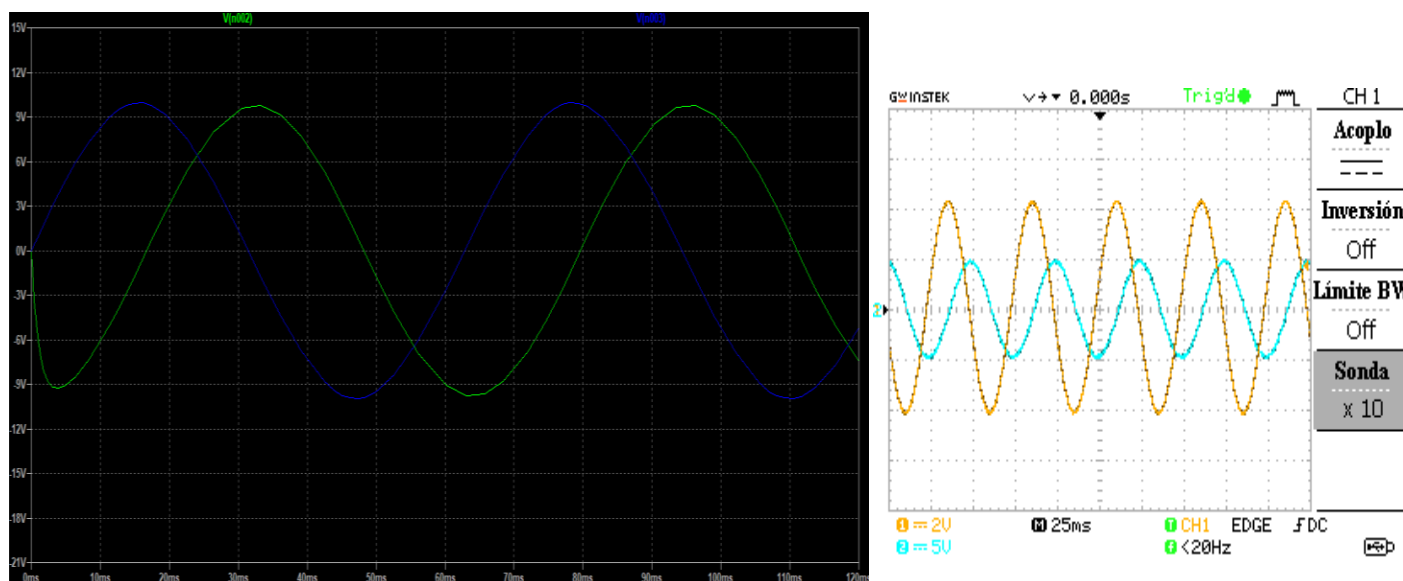 V(n002) V(n003)
15V
12V
9V
6V
3V
0V
-3V
-6V
-9V
-12V
-15V
-18V
-21V
0ms 10ms 20ms 30ms 40ms 50ms 60ms 70ms 80ms 90ms 100ms 110ms 120ms
GWINSTEK 0.000s Trig'd CH 1
Acoplo
Inversión
Off
Límite BW
Off
Sonda
x 10
2
1 2V M 25ms T CH1 EDGE DC
2 5V f <20Hz